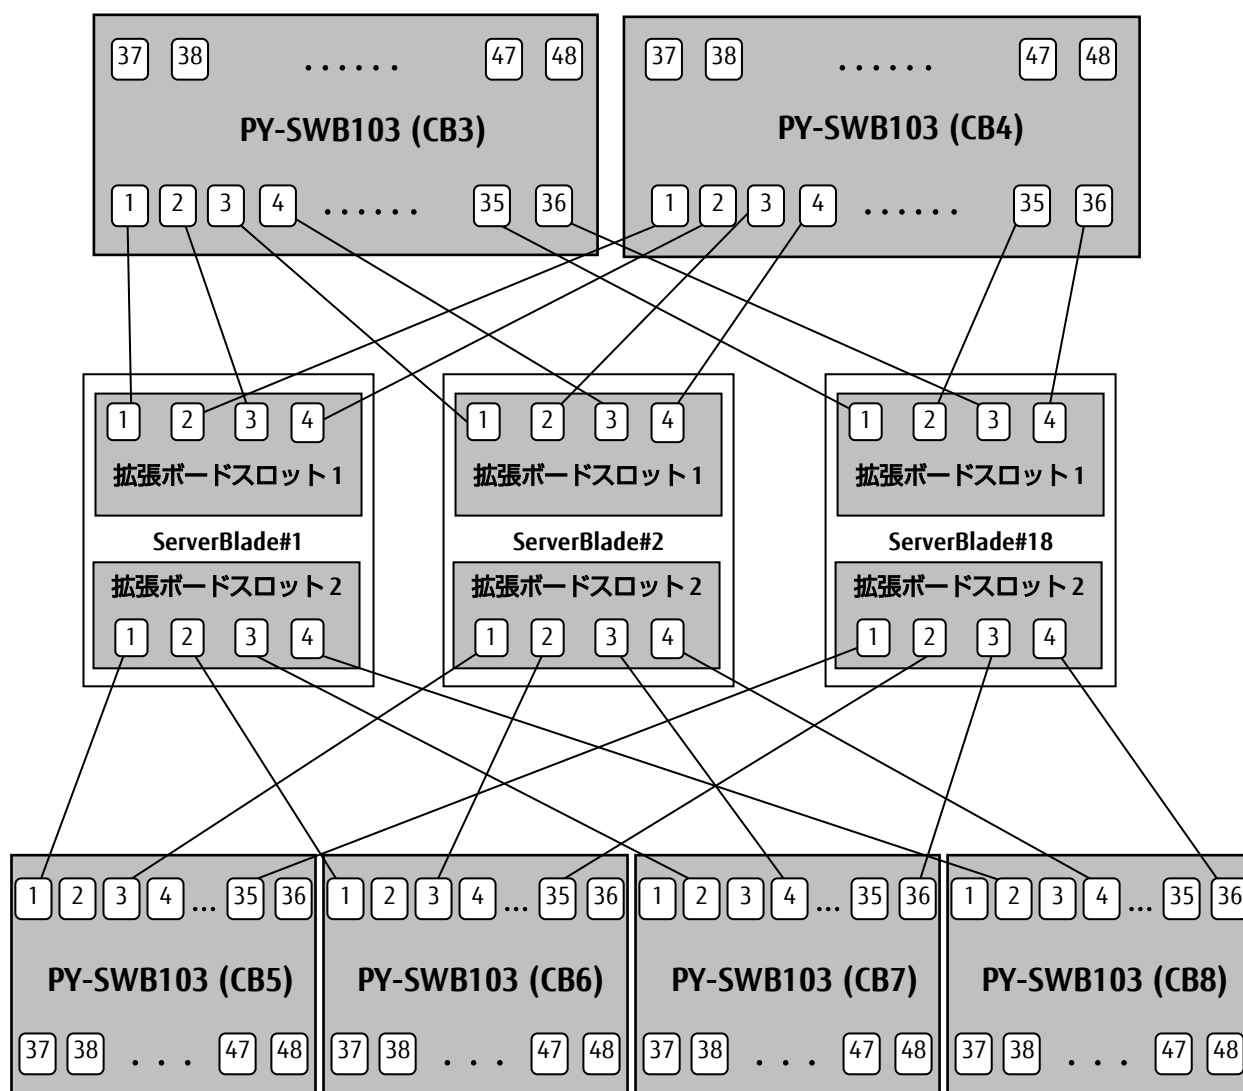 37 38 ...... 47 48
PY-SWB103 (CB3)
1 2 3 4 ...... 35 36
37 38 ...... 47 48
PY-SWB103 (CB4)
1 2 3 4 ...... 35 36
1 2 3 4
拡張ボードスロット1
ServerBlade#1
拡張ボードスロット2
1 2 3 4
1 2 3 4
拡張ボードスロット1
ServerBlade#2
拡張ボードスロット2
1 2 3 4
1 2 3 4
拡張ボードスロット1
ServerBlade#18
拡張ボードスロット2
1 2 3 4
1 2 3 4 ... 35 36
PY-SWB103 (CB5)
37 38 ... 47 48
1 2 3 4 ... 35 36
PY-SWB103 (CB6)
37 38 ... 47 48
1 2 3 4 ... 35 36
PY-SWB103 (CB7)
37 38 ... 47 48
1 2 3 4 ... 35 36
PY-SWB103 (CB8)
37 38 ... 47 48